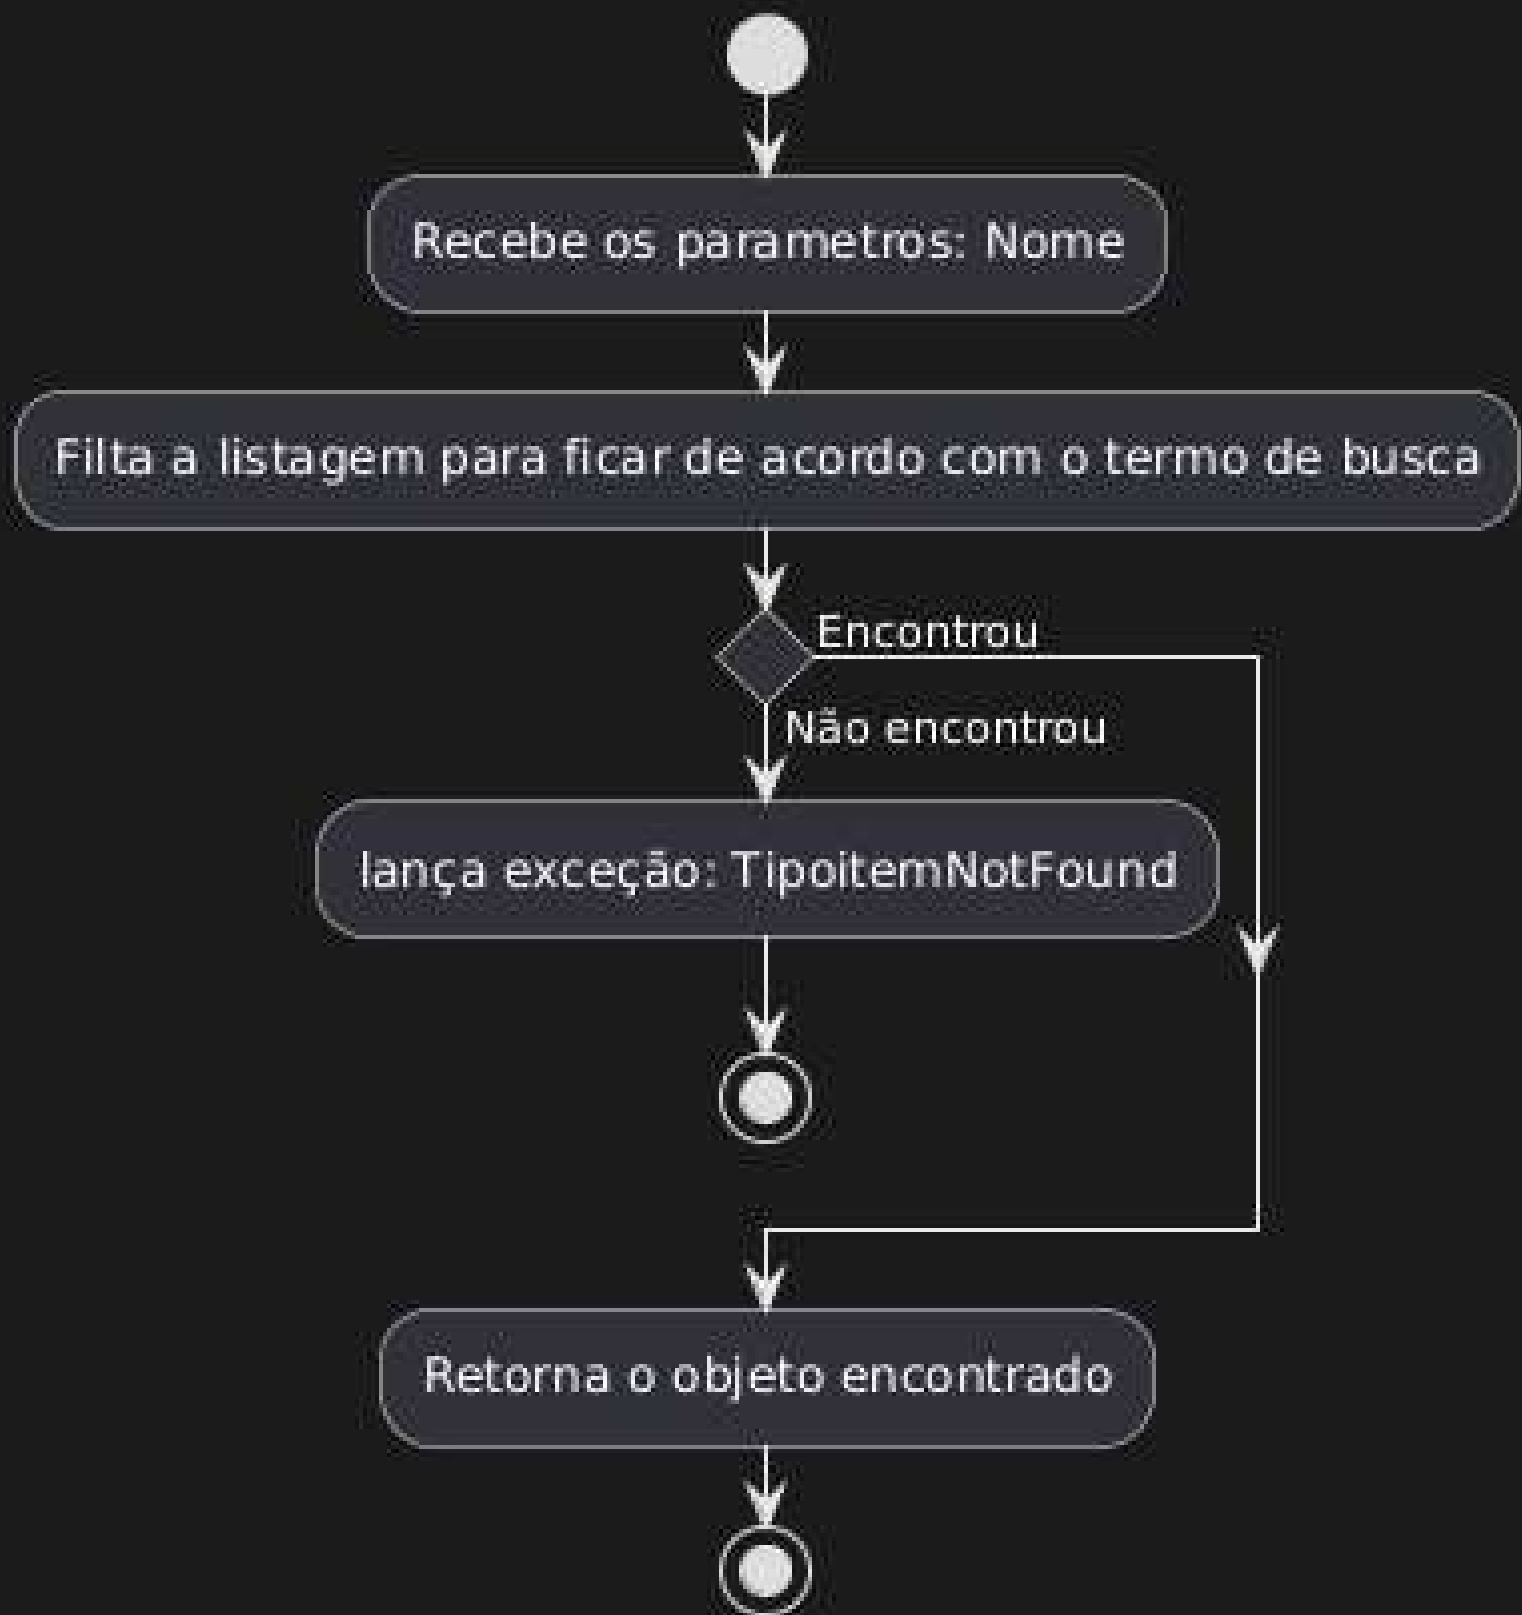 Recebe os parametros: Nome
Filta a listagem para ficar de acordo com o termo de busca
Encontrou
Não encontrou
lança exceção: TipoitemNotFound
Retorna o objeto encontrado